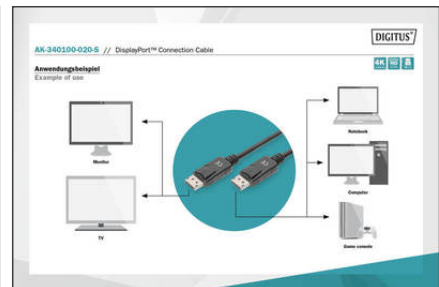 DIGITUS®
AK-340100-020-S // DisplayPort™ Connection Cable
4K
Anwendungsbeispiel
Example of use
Monitor
TV
Notebook
Computer
Game console